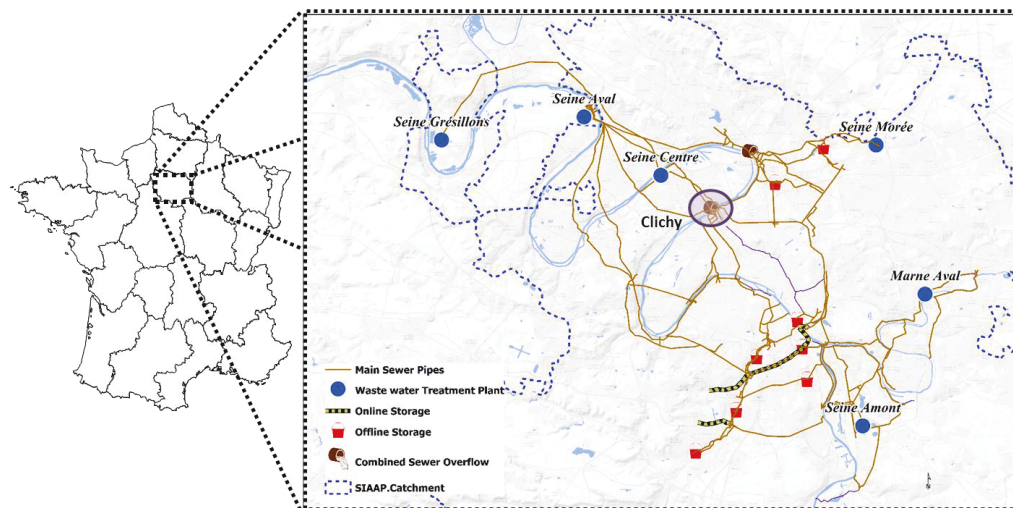 Seine Aval
Seine Grésillons
Seine Morée
Seine Centre
Clichy
Marne Aval
Seine Amont
Main Sewer Pipes
Waste water Treatment Plant
Online Storage
Offline Storage
Combined Sewer Overflow
SIAAP.Catchment